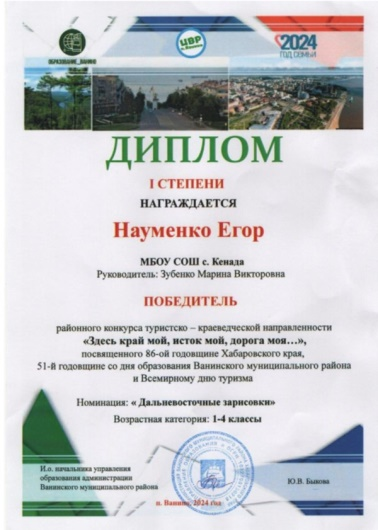 ОБРАЗОВАНИЕ_ВАНИНО
ЦВР
2024
ГОД СЕМЬИ
ДИПЛОМ
I СТЕПЕНИ
НАГРАЖДАЕТСЯ
Науменко Егор
МБОУ СОШ с. Кенада
Руководитель: Зубенко Марина Викторовна
ПОБЕДИТЕЛЬ
районного конкурса туристско – краеведческой направленности
«Здесь край мой, исток мой, дорога моя…»,
посвященного 86-ой годовщине Хабаровского края,
51-й годовщине со дня образования Ванинского муниципального района
и Всемирному дню туризма
Номинация: « Дальневосточные зарисовки»
Возрастная категория: 1-4 классы
И.о. начальника управления
образования администрации
Ванинского муниципального района
Ю.В. Быкова
п. Ванино, 2024 год